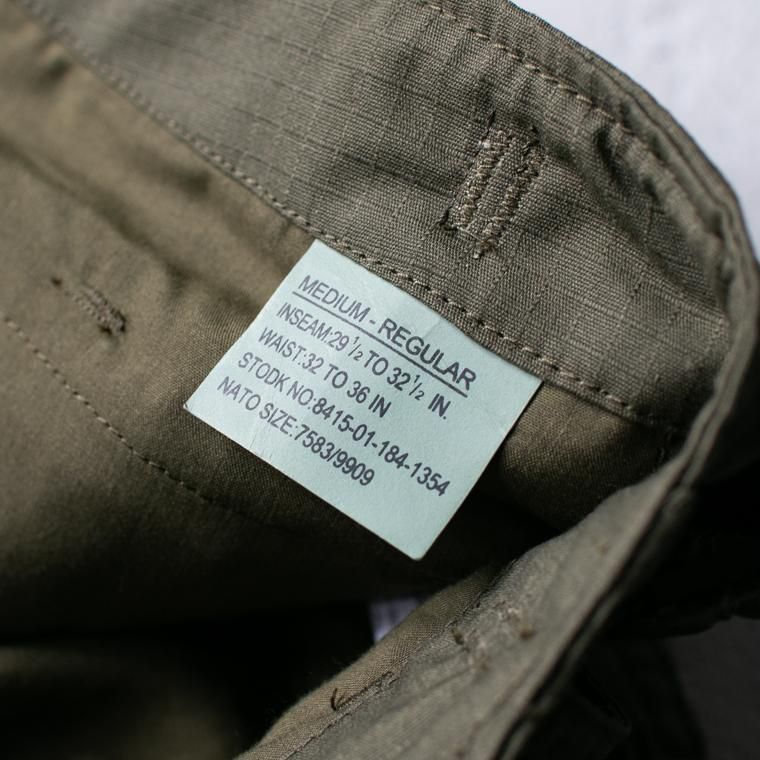 MEDIUM - REGULAR
INSEAM:29 1/2 TO 32 1/2 IN.
WAIST:32 TO 36 IN
STODK NO:8415-01-184-1354
NATO SIZE:7583/9909